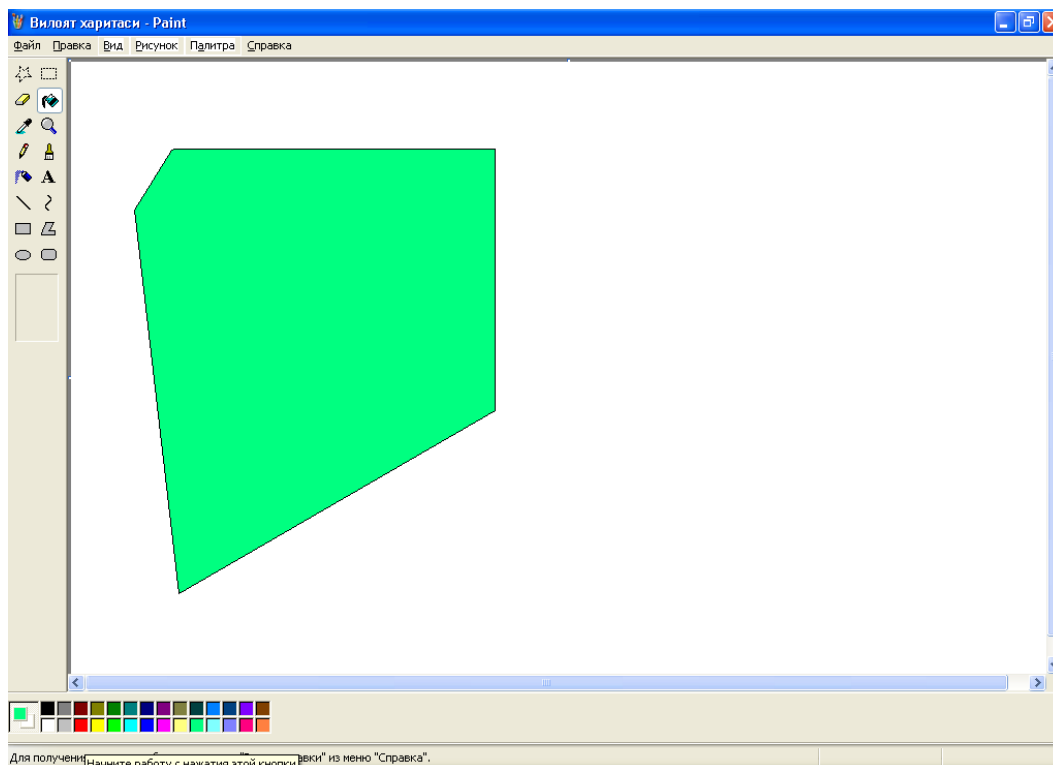 Вилоят харитаси - Paint
Файл Правка Вид Рисунок Палитра Справка
A
Для получени
Начните работу с нажатия этой кнопки
из меню "Справка".